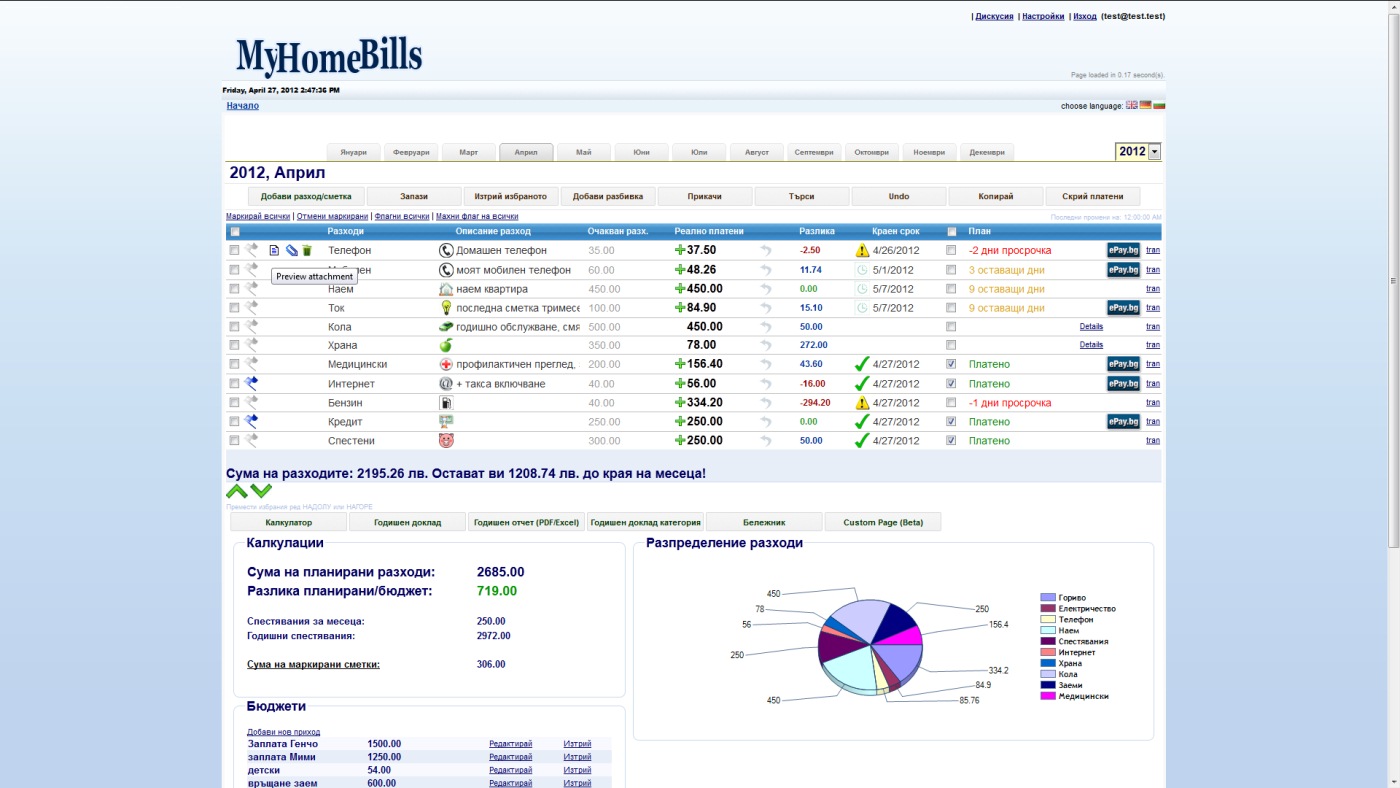 | Дискусия | Настройки | Изход (test@test.test)
MyHomeBills
Page loaded in 0.17 second(s).
Friday, April 27, 2012 2:47:36 PM
Начало choose language:
Януари Февруари Март Април Май Юни Юли Август Септември Октомври Ноември Декември 2012
2012, Април
Добави разход/сметка Запази Изтрий избраното Добави разбивка Прикачи Търси Undo Копирай Скрий платени
Маркирай всички | Отмени маркирани | Флагни всички | Махни флаг на всички Последни промени на: 12:00:00 AM
Разходи Описание разход Очакван разх. Реално платени Разлика Краен срок План
Телефон Домашен телефон 35.00 37.50 -2.50 4/26/2012 -2 дни просрочка ePay.bg tran
моят мобилен телефон 60.00 48.26 11.74 5/1/2012 3 оставащи дни ePay.bg tran
Preview attachment
Наем наем квартира 450.00 450.00 0.00 5/7/2012 9 оставащи дни tran
Ток последна сметка тримесе 100.00 84.90 15.10 5/7/2012 9 оставащи дни ePay.bg tran
Кола годишно обслужване, смя 500.00 450.00 50.00 Details tran
Храна 350.00 78.00 272.00 Details tran
Медицински профилактичен преглед, 200.00 156.40 43.60 4/27/2012 Платено ePay.bg tran
Интернет + такса включване 40.00 56.00 -16.00 4/27/2012 Платено ePay.bg tran
Бензин 40.00 334.20 -294.20 4/27/2012 -1 дни просрочка tran
Кредит 250.00 250.00 0.00 4/27/2012 Платено ePay.bg tran
Спестени 300.00 250.00 50.00 4/27/2012 Платено tran
Сума на разходите: 2195.26 лв. Остават ви 1208.74 лв. до края на месеца!
Премести избрания ред НАДОЛУ или НАГОРЕ
Калкулатор Годишен доклад Годишен отчет (PDF/Excel) Годишен доклад категория Бележник Custom Page (Beta)
Калкулации
Сума на планирани разходи: 2685.00
Разлика планирани/бюджет: 719.00
Спестявания за месеца: 250.00
Годишни спестявания: 2972.00
Сума на маркирани сметки: 306.00
Бюджети
Добави нов приход
Заплата Генчо 1500.00 Редактирай Изтрий
заплата Мими 1250.00 Редактирай Изтрий
детски 54.00 Редактирай Изтрий
връщане заем 600.00 Редактирай Изтрий
Разпределение разходи
450
78
56
250
450
250
156.4
334.2
84.9
85.76
Гориво
Електричество
Телефон
Наем
Спестявания
Интернет
Храна
Кола
Заеми
Медицински